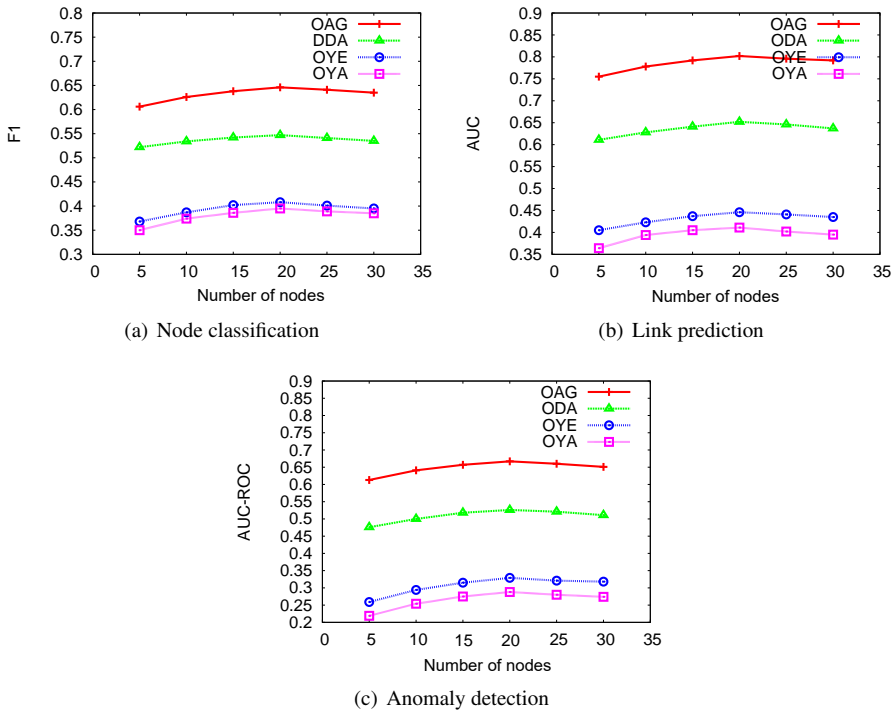 0.8
0.75
0.7
0.65
0.6
0.55
0.5
0.45
0.4
0.35
0.3
F1
0 5 10 15 20 25 30 35
Number of nodes
OAG
DDA
OYE
OYA
(a) Node classification
0.9
0.85
0.8
0.75
0.7
0.65
0.6
0.55
0.5
0.45
0.4
0.35
AUC
0 5 10 15 20 25 30 35
Number of nodes
OAG
ODA
OYE
OYA
(b) Link prediction
0.9
0.85
0.8
0.75
0.7
0.65
0.6
0.55
0.5
0.45
0.4
0.35
0.3
0.25
0.2
AUC-ROC
0 5 10 15 20 25 30 35
Number of nodes
OAG
ODA
OYE
OYA
(c) Anomaly detection